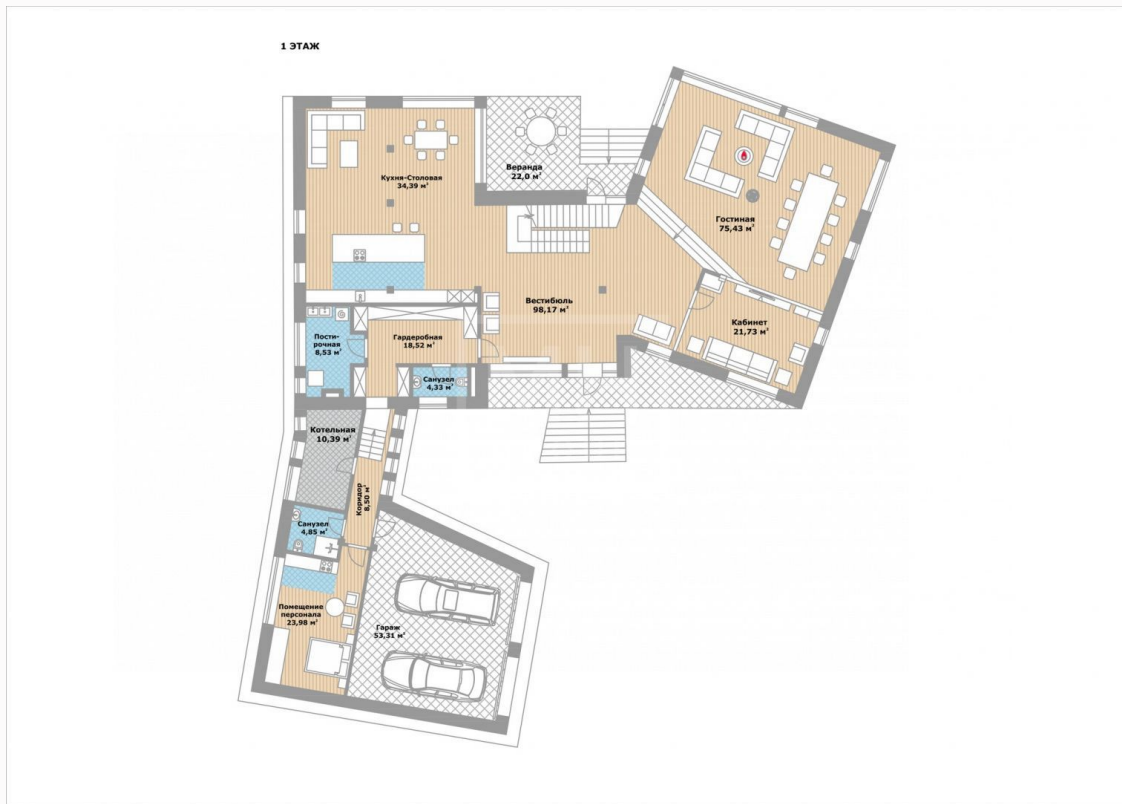 1 ЭТАЖ
Веранда
22,0 м²
Кухня-Столовая
34,39 м²
Гостиная
75,43 м²
Вестибюль
98,17 м²
Кабинет
21,73 м²
Пости-
рочная
8,53 м²
Гардеробная
18,52 м²
Санузел
4,33 м²
Котельная
10,39 м²
Коридор
8,50 м²
Санузел
4,85 м²
Помещение
персонала
23,98 м²
Гараж
53,31 м²